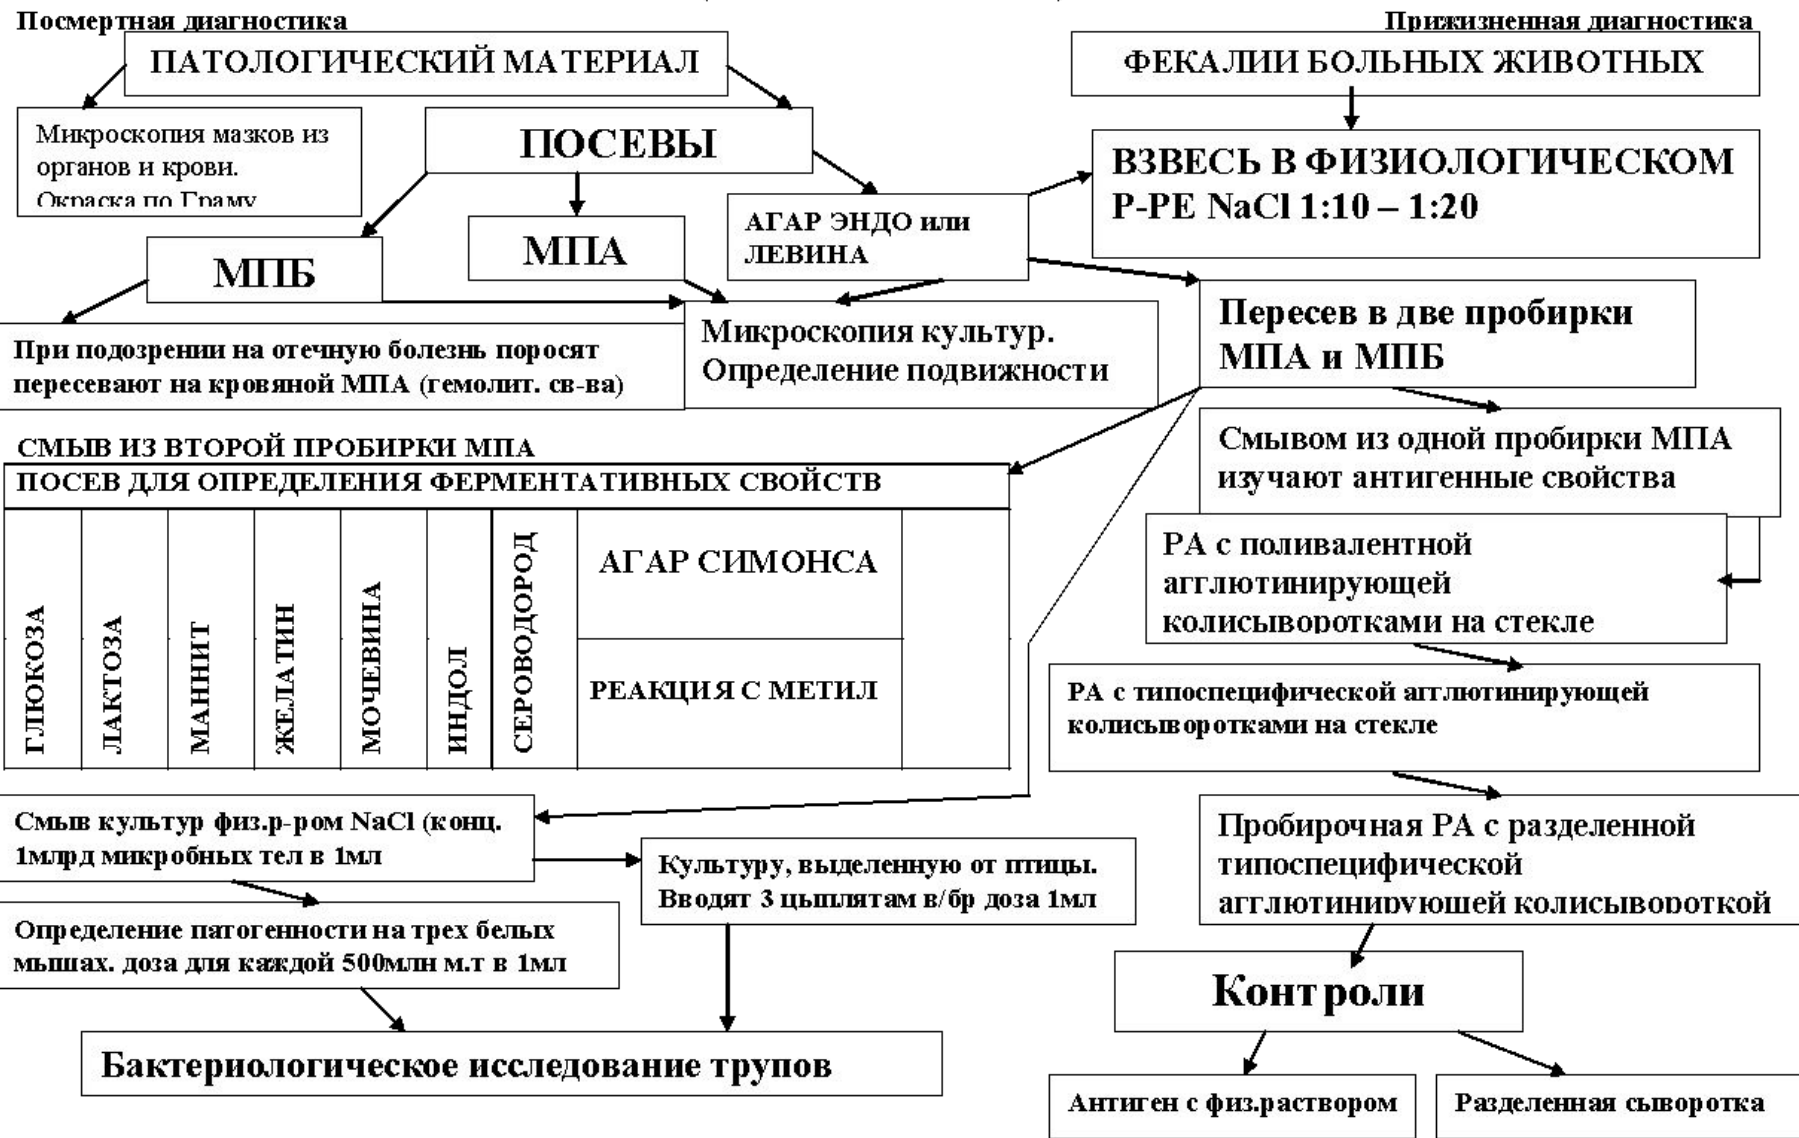 Посмертная диагностика
Прижизненная диагностика
ПАТОЛОГИЧЕСКИЙ МАТЕРИАЛ
ФЕКАЛИИ БОЛЬНЫХ ЖИВОТНЫХ
Микроскопия мазков из
органов и крови.
Окраска по Граму
ПОСЕВЫ
ВЗВЕСЬ В ФИЗИОЛОГИЧЕСКОМ
Р-РЕ NaCl 1:10 – 1:20
АГАР ЭНДО или
ЛЕВИНА
МПБ
МПА
При подозрении на отечную болезнь поросят
пересевают на кровяной МПА (гемолит. св-ва)
Микроскопия культур.
Определение подвижности
Пересев в две пробирки
МПА и МПБ
СМЫВ ИЗ ВТОРОЙ ПРОБИРКИ МПА
ПОСЕВ ДЛЯ ОПРЕДЕЛЕНИЯ ФЕРМЕНТАТИВНЫХ СВОЙСТВ
ГЛЮКОЗА
ЛАКТОЗА
МАННИТ
ЖЕЛАТИН
МОЧЕВИНА
ИНДОЛ
СЕРОВОДОРОД
АГАР СИМОНСА
РЕАКЦИЯ С МЕТИЛ
Смывом из одной пробирки МПА
изучают антигенные свойства
РА с поливалентной
агглютинирующей
колисыворотками на стекле
РА с типоспецифической агглютинирующей
колисыворотками на стекле
Пробирочная РА с разделенной
типоспецифической
агглютинирующей колисывороткой
Смыв культур физ.р-ром NaCl (конц.
1млрд микробных тел в 1мл
Культуру, выделенную от птицы.
Вводят 3 цыплятам в/бр доза 1мл
Определение патогенности на трех белых
мышах. доза для каждой 500млн м.т в 1мл
Бактериологическое исследование трупов
Контроли
Антиген с физ.раствором
Разделенная сыворотка